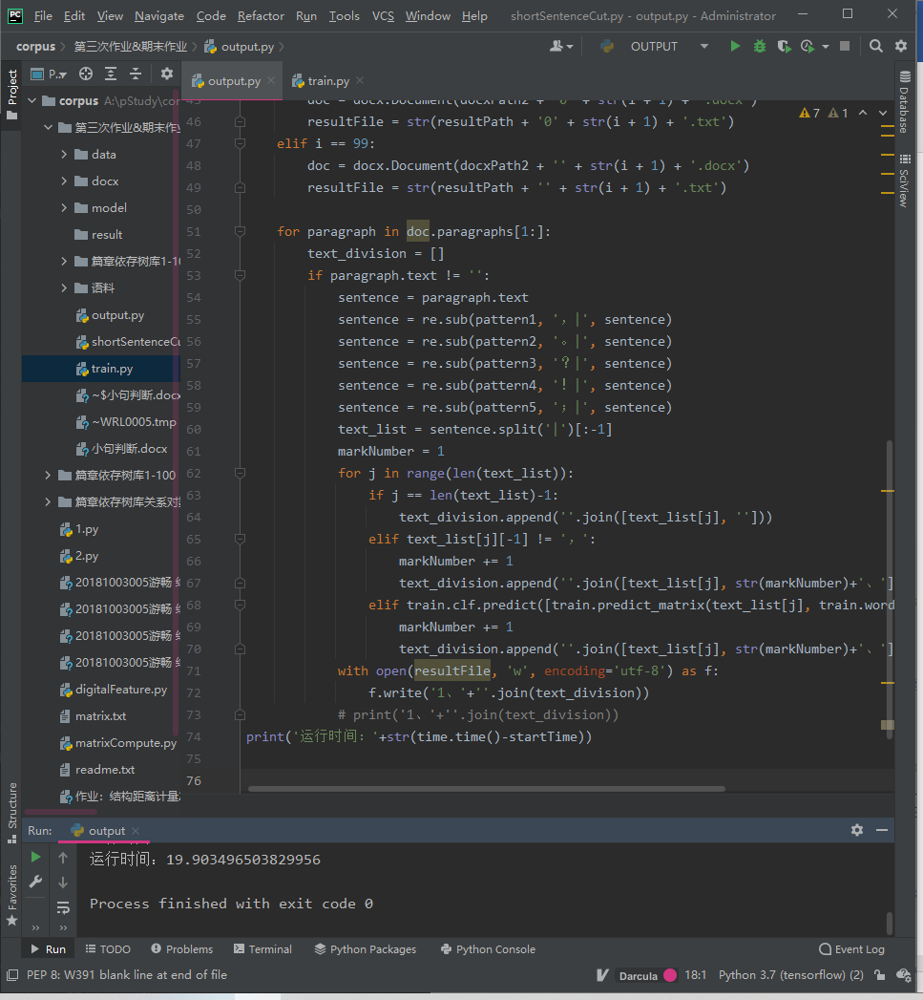 File Edit View Navigate Code Refactor Run Tools VCS Window Help shortSentenceCut.py - output.py - Administrator
corpus 第三次作业&期末作业 output.py OUTPUT
Project P.. output.py train.py Database
SciView
corpus A:\pStudy\cor
第三次作业&期末作
data
docx
model
result
篇章依存树库1-10
语料
output.py
shortSentenceCu
train.py
~$小句判断.docx
~WRL0005.tmp
小句判断.docx
篇章依存树库1-100
篇章依存树库关系对
1.py
2.py
20181003005游畅
20181003005游畅
20181003005游畅
20181003005游畅
digitalFeature.py
matrix.txt
matrixCompute.py
readme.txt
作业：结构距离计量
7 1
45 doc = docx.Document(docxPath2 + '0' + str(i + 1) + '.docx')
46 resultFile = str(resultPath + '0' + str(i + 1) + '.txt')
47 elif i == 99:
48 doc = docx.Document(docxPath2 + '' + str(i + 1) + '.docx')
49 resultFile = str(resultPath + '' + str(i + 1) + '.txt')
50
51 for paragraph in doc.paragraphs[1:]:
52 text_division = []
53 if paragraph.text != '':
54 sentence = paragraph.text
55 sentence = re.sub(pattern1, '，|', sentence)
56 sentence = re.sub(pattern2, '。|', sentence)
57 sentence = re.sub(pattern3, '？|', sentence)
58 sentence = re.sub(pattern4, '！|', sentence)
59 sentence = re.sub(pattern5, '；|', sentence)
60 text_list = sentence.split('|')[:-1]
61 markNumber = 1
62 for j in range(len(text_list)):
63 if j == len(text_list)-1:
64 text_division.append(''.join([text_list[j], '']))
65 elif text_list[j][-1] != '，':
66 markNumber += 1
67 text_division.append(''.join([text_list[j], str(markNumber)+'、']
68 elif train.clf.predict([train.predict_matrix(text_list[j], train.word
69 markNumber += 1
70 text_division.append(''.join([text_list[j], str(markNumber)+'、']
71 with open(resultFile, 'w', encoding='utf-8') as f:
72 f.write('1、'+''.join(text_division))
73 # print('1、'+''.join(text_division))
74 print('运行时间：'+str(time.time()-startTime))
75
76
Structure
Favorites
Run: output
运行时间：19.903496503829956
Process finished with exit code 0
Run TODO Problems Terminal Python Packages Python Console Event Log
PEP 8: W391 blank line at end of file Darcula 18:1 Python 3.7 (tensorflow) (2)